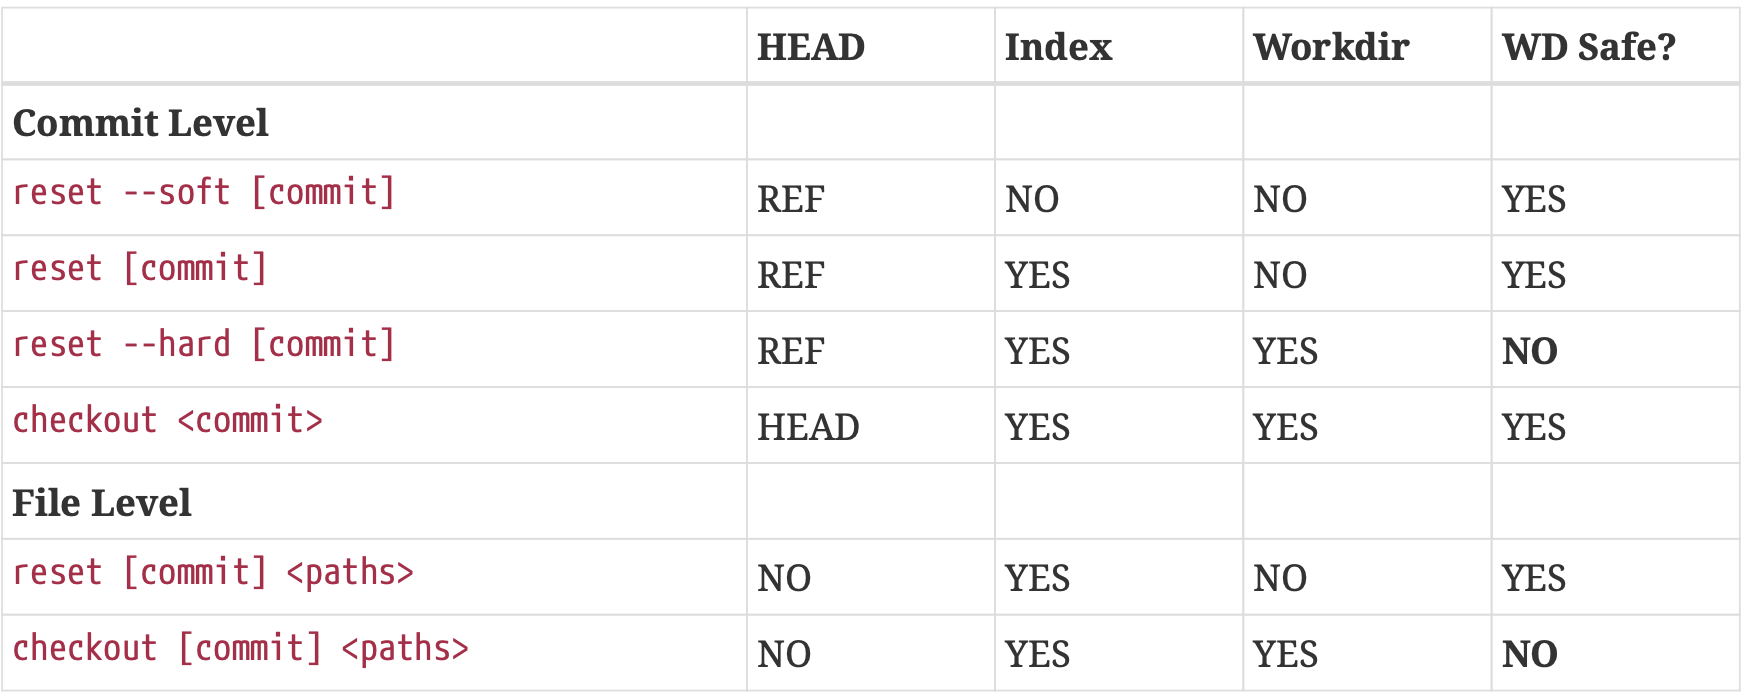 HEAD Index Workdir WD Safe?
Commit Level
reset --soft [commit] REF NO NO YES
reset [commit] REF YES NO YES
reset --hard [commit] REF YES YES NO
checkout <commit> HEAD YES YES YES
File Level
reset [commit] <paths> NO YES NO YES
checkout [commit] <paths> NO YES YES NO